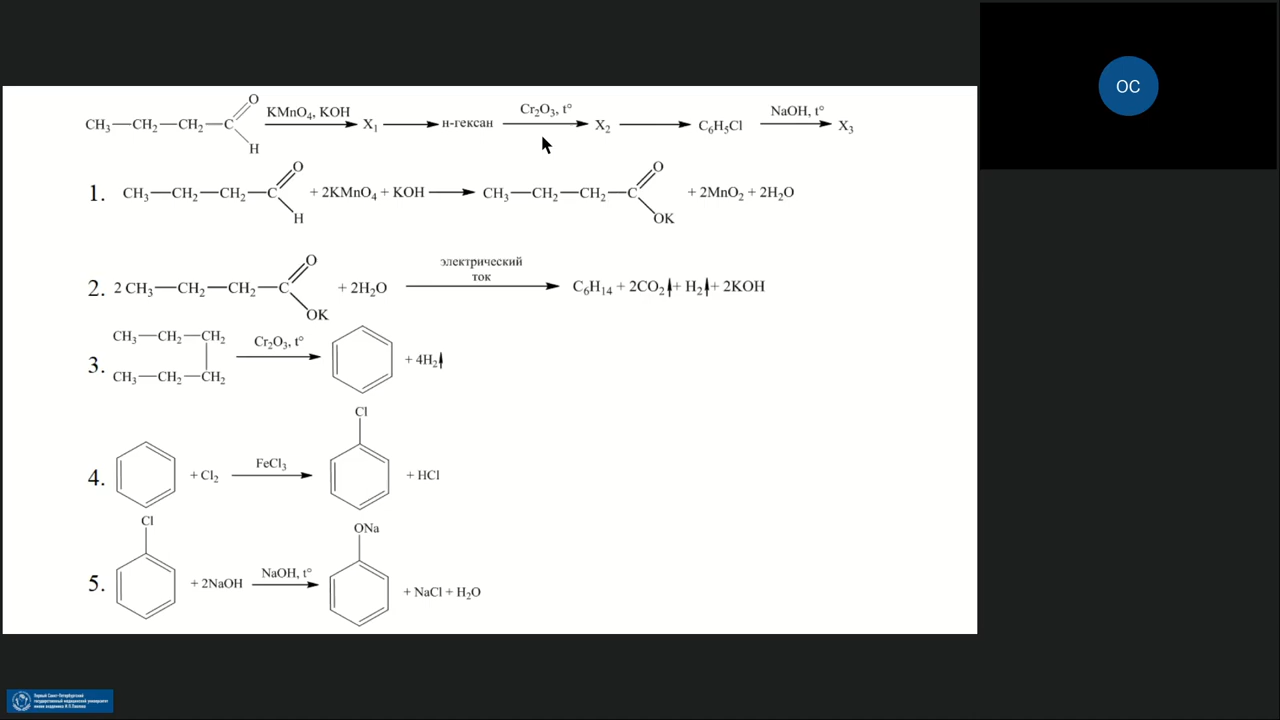 CH₃—CH₂—CH₂—C O H KMnO₄, KOH X₁ н-гексан Cr₂O₃, t° X₂ C₆H₅Cl NaOH, t° X₃
1. CH₃—CH₂—CH₂—C O H + 2KMnO₄ + KOH CH₃—CH₂—CH₂—C O OK + 2MnO₂ + 2H₂O
2. 2 CH₃—CH₂—CH₂—C O OK + 2H₂O электрический ток C₆H₁₄ + 2CO₂ + H₂ + 2KOH
3. CH₃—CH₂—CH₂ CH₃—CH₂—CH₂ Cr₂O₃, t° + 4H₂
4. + Cl₂ FeCl₃ Cl + HCl
5. Cl + 2NaOH NaOH, t° ONa + NaCl + H₂O
ОС
Первый Санкт-Петербургский
государственный медицинский университет
имени академика И.П.Павлова